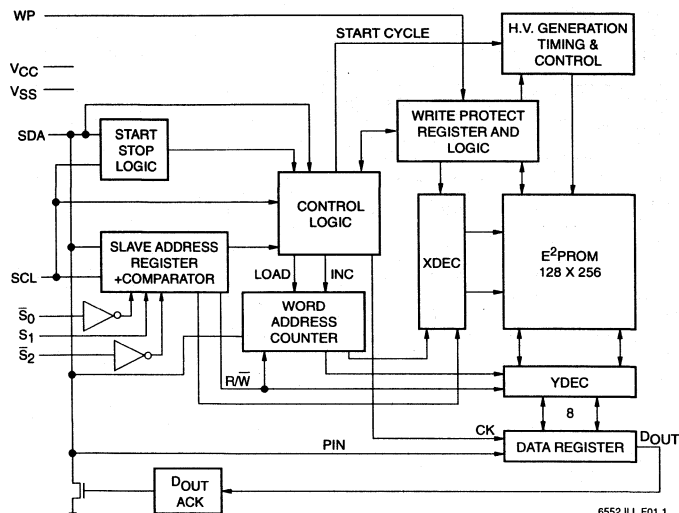 WP
H.V. GENERATION
TIMING &
CONTROL
START CYCLE
VCC
VSS
SDA
START
STOP
LOGIC
WRITE PROTECT
REGISTER AND
LOGIC
CONTROL
LOGIC
SLAVE ADDRESS
REGISTER
+COMPARATOR
SCL
XDEC
E²PROM
128 X 256
LOAD
INC
S̅0
S1
S̅2
WORD
ADDRESS
COUNTER
R/W̅
YDEC
8
CK
DATA REGISTER
DOUT
PIN
DOUT
ACK